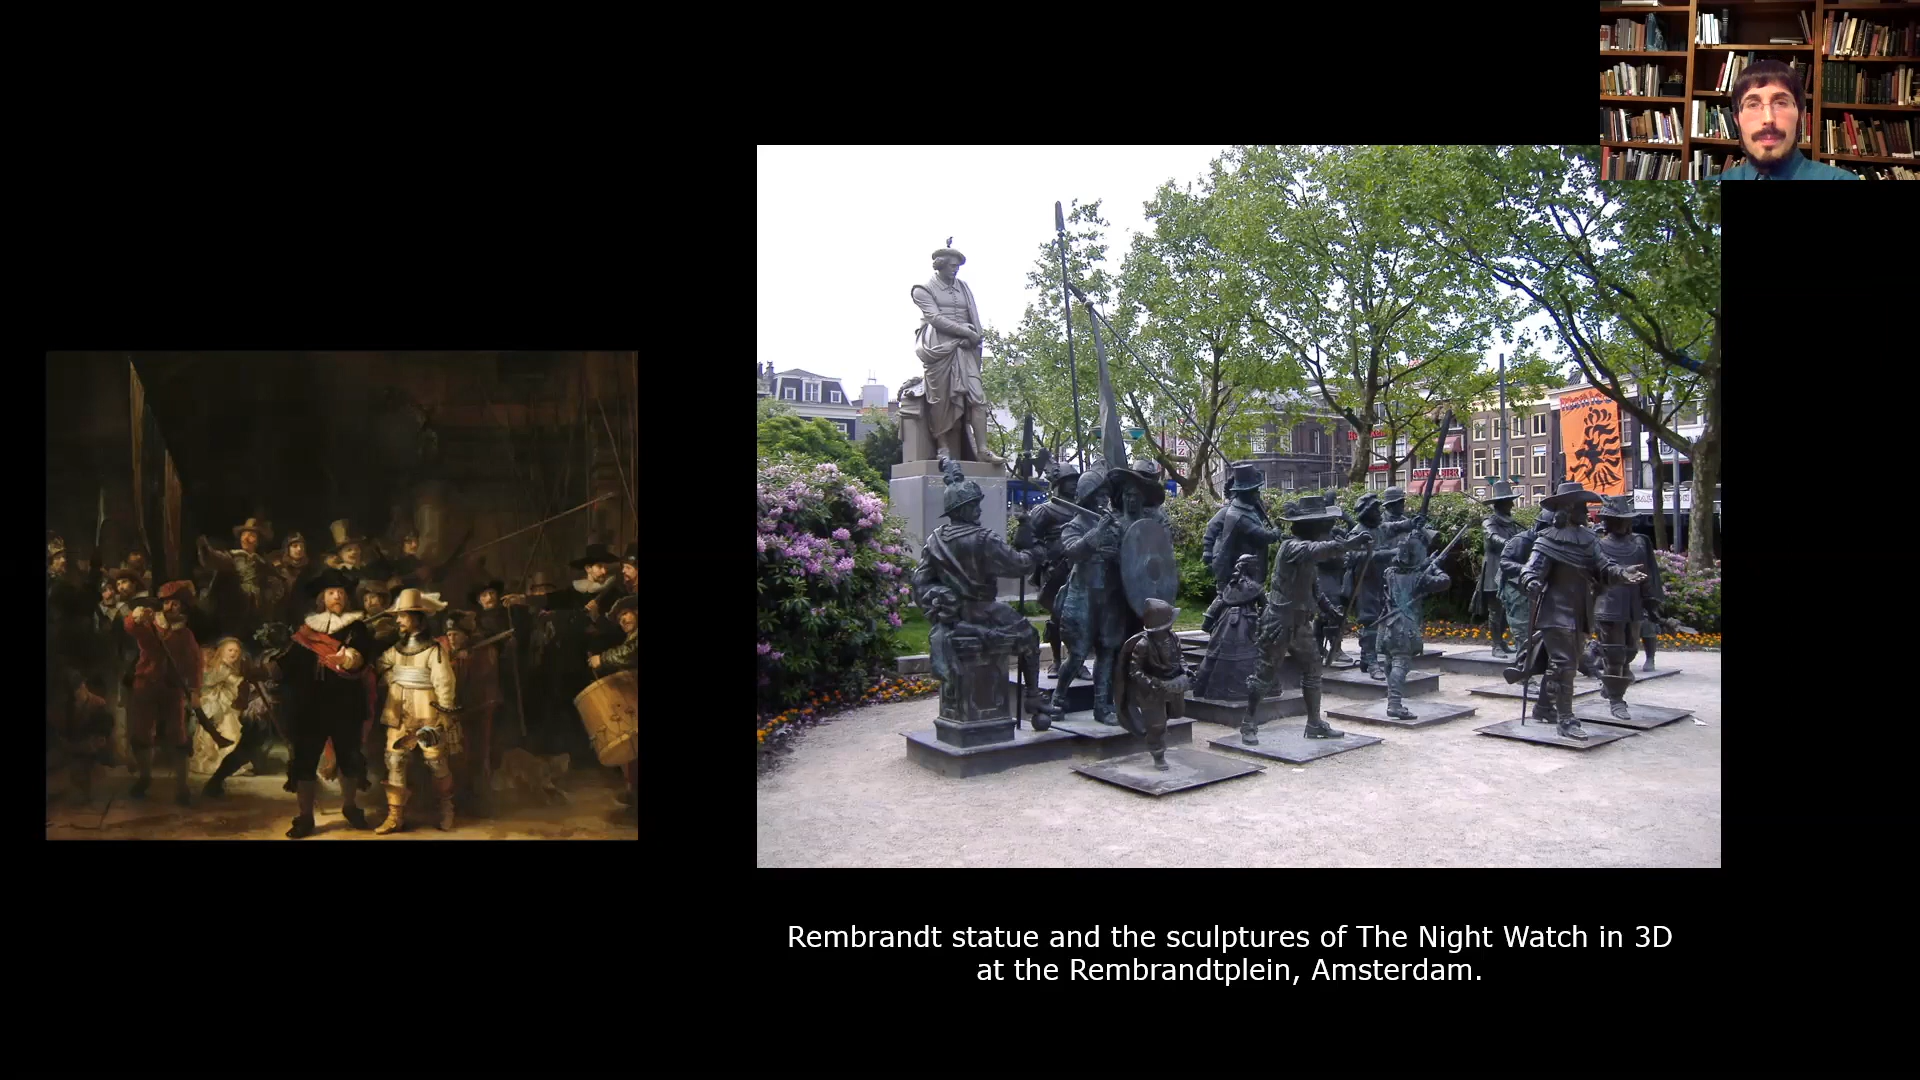 Rembrandt statue and the sculptures of The Night Watch in 3D
at the Rembrandtplein, Amsterdam.